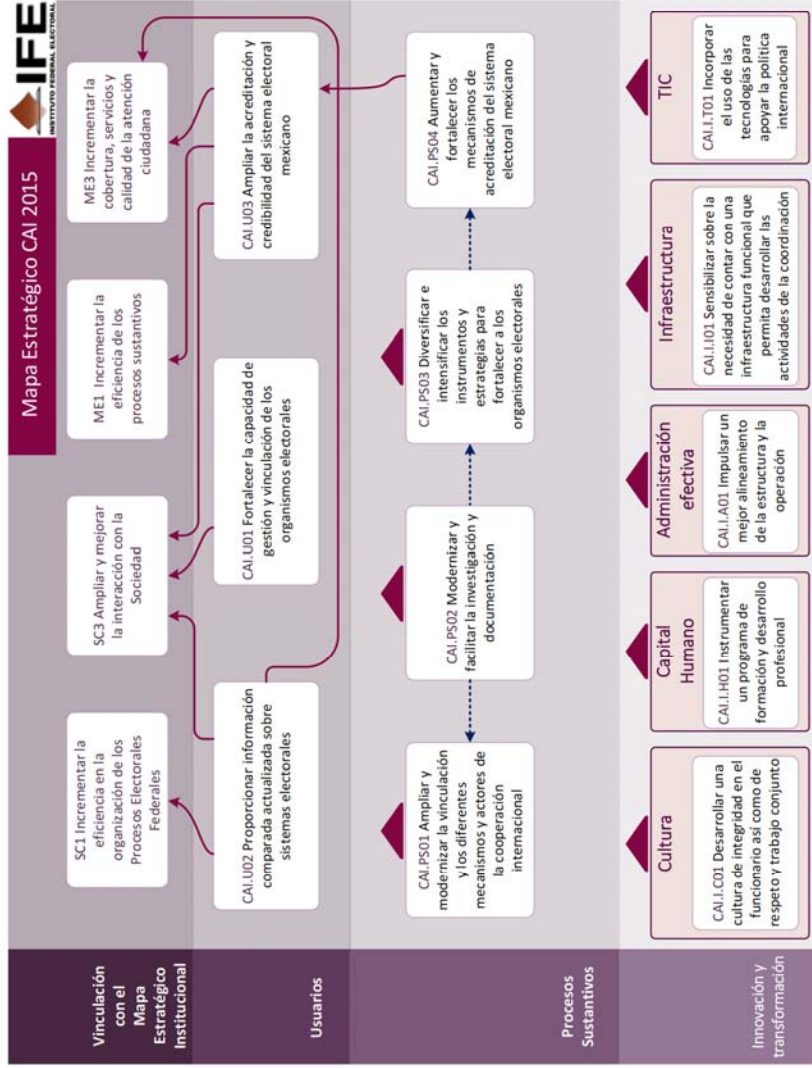 Mapa Estratégico CAI 2015
IFE
INSTITUTO FEDERAL ELECTORAL
Vinculación
con el
Mapa
Estratégico
Institucional
SC1 Incrementar la
eficiencia en la
organización de los
Procesos Electorales
Federales
SC3 Ampliar y mejorar
la interacción con la
Sociedad
ME1 Incrementar la
eficiencia de los
procesos sustantivos
ME3 Incrementar la
cobertura, servicios y
calidad de la atención
ciudadana
Usuarios
CAI.U02 Proporcionar información
comparada actualizada sobre
sistemas electorales
CAI.U01 Fortalecer la capacidad de
gestión y vinculación de los
organismos electorales
CAI.U03 Ampliar la acreditación y
credibilidad del sistema electoral
mexicano
Procesos
Sustantivos
CAI.PS01 Ampliar y
modernizar la vinculación
y los diferentes
mecanismos y actores de
la cooperación
internacional
CAI.PS02 Modernizar y
facilitar la investigación y
documentación
CAI.PS03 Diversificar e
intensificar los
instrumentos y
estrategias para
fortalecer a los
organismos electorales
CAI.PS04 Aumentar y
fortalecer los
mecanismos de
acreditación del sistema
electoral mexicano
Innovación y
transformación
Cultura
CAI.I.C01 Desarrollar una
cultura de integridad en el
funcionario así como de
respeto y trabajo conjunto
Capital
Humano
CAI.I.H01 Instrumentar
un programa de
formación y desarrollo
profesional
Administración
efectiva
CAI.I.A01 Impulsar un
mejor alineamiento
de la estructura y la
operación
Infraestructura
CAI.I.I01 Sensibilizar sobre la
necesidad de contar con una
infraestructura funcional que
permita desarrollar las
actividades de la coordinación
TIC
CAI.I.T01 Incorporar
el uso de las
tecnologías para
apoyar la política
internacional